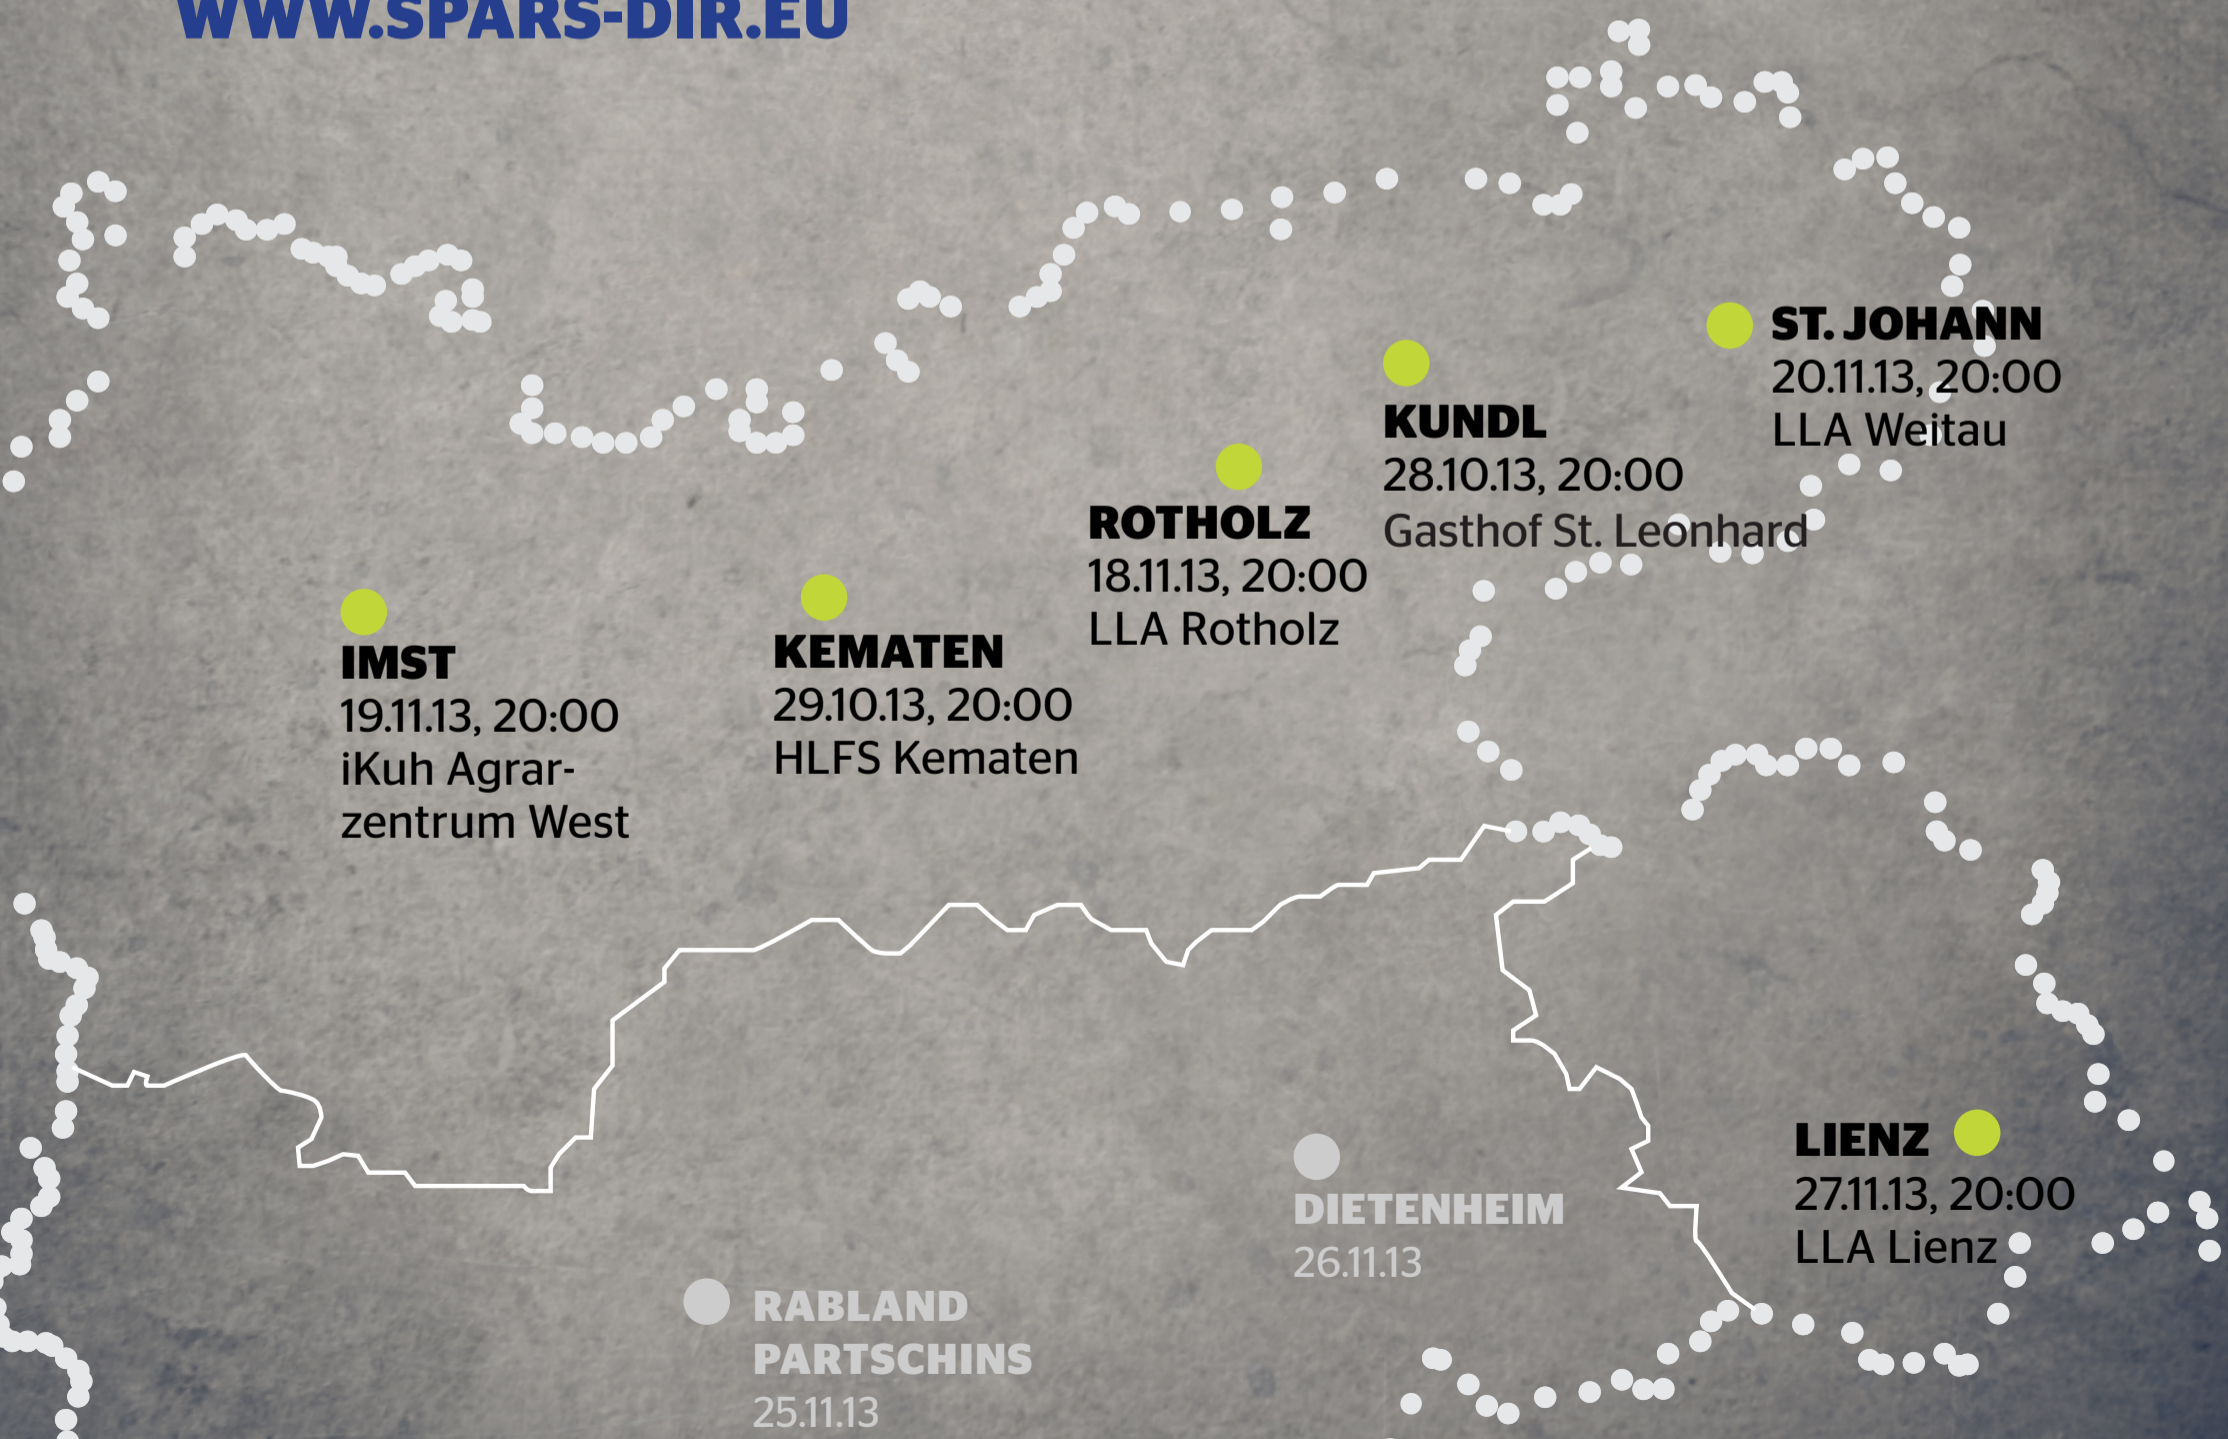 WWW.SPARS-DIR.EU
ST. JOHANN
20.11.13, 20:00
LLA Weitau
KUNDL
28.10.13, 20:00
Gasthof St. Leonhard
ROTHOLZ
18.11.13, 20:00
LLA Rotholz
IMST
19.11.13, 20:00
iKuh Agrar-
zentrum West
KEMATEN
29.10.13, 20:00
HLFS Kematen
LIENZ
27.11.13, 20:00
LLA Lienz
DIETENHEIM
26.11.13
RABLAND
PARTSCHINS
25.11.13